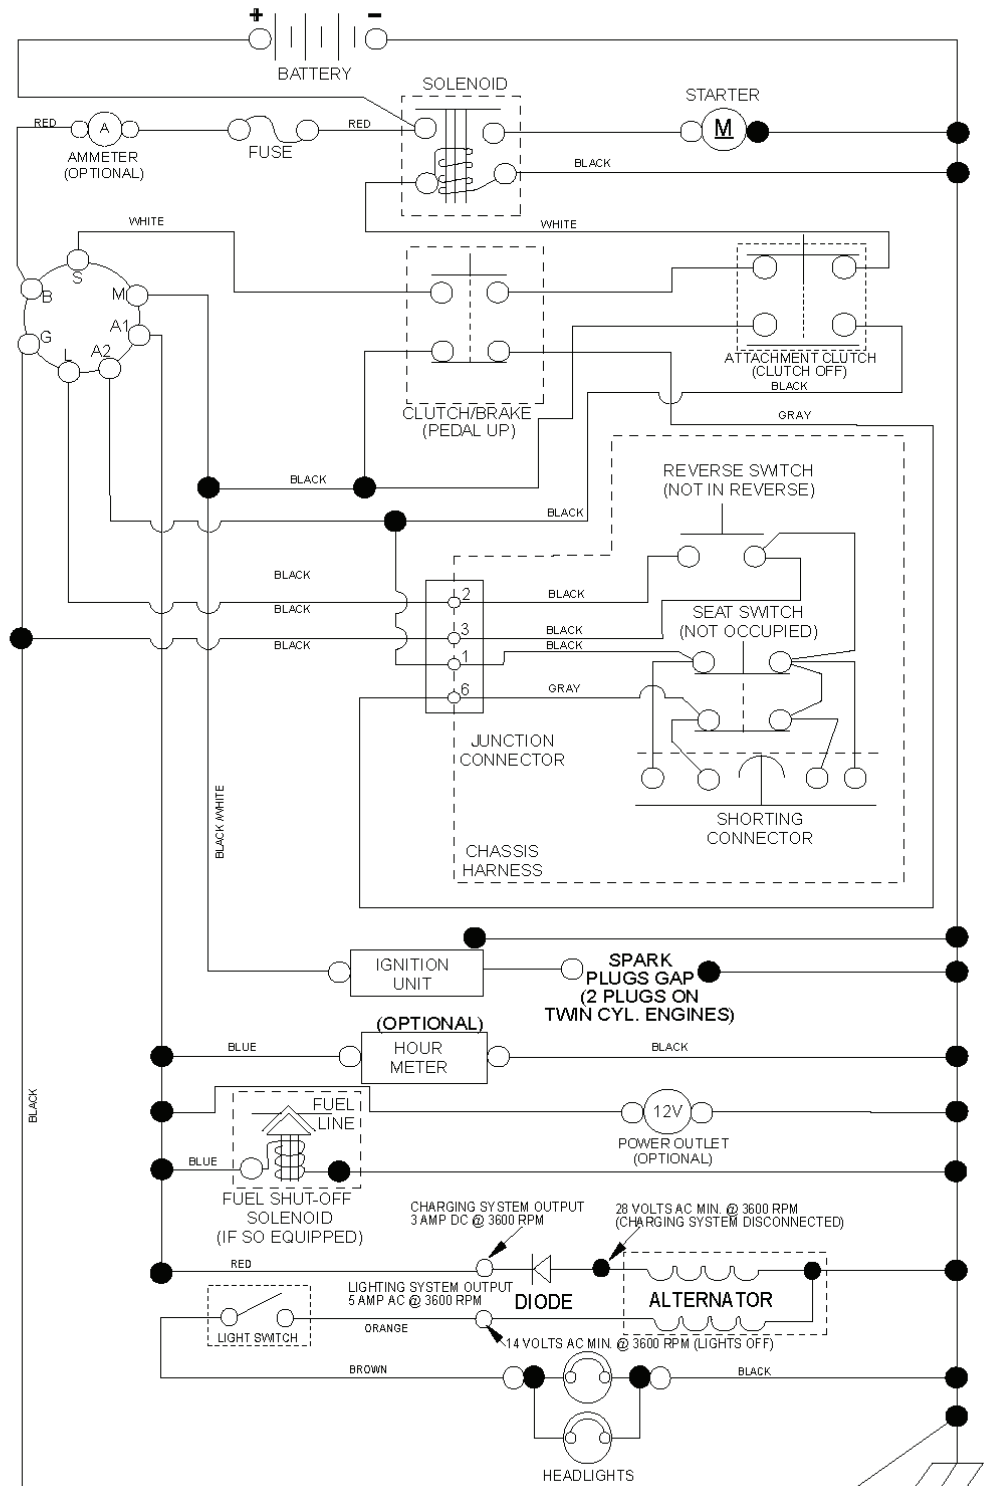 + −
BATTERY
SOLENOID
STARTER
M
RED
A
FUSE
RED
AMMETER
(OPTIONAL)
BLACK
WHITE
WHITE
S
B
M
G
A1
L
A2
CLUTCH/BRAKE
(PEDAL UP)
ATTACHMENT CLUTCH
(CLUTCH OFF)
BLACK
GRAY
BLACK
BLACK
REVERSE SWITCH
(NOT IN REVERSE)
BLACK
BLACK
BLACK
2
BLACK
3
BLACK
BLACK
1
6
GRAY
SEAT SWITCH
(NOT OCCUPIED)
JUNCTION
CONNECTOR
SHORTING
CONNECTOR
CHASSIS
HARNESS
BLACK/WHITE
IGNITION
UNIT
SPARK
PLUGS GAP
(2 PLUGS ON
TWIN CYL. ENGINES)
(OPTIONAL)
BLUE
HOUR
METER
BLACK
BLACK
FUEL
LINE
12V
POWER OUTLET
(OPTIONAL)
BLUE
FUEL SHUT-OFF
SOLENOID
(IF SO EQUIPPED)
CHARGING SYSTEM OUTPUT
3 AMP DC @ 3600 RPM
28 VOLTS AC MIN. @ 3600 RPM
(CHARGING SYSTEM DISCONNECTED)
RED
LIGHTING SYSTEM OUTPUT
5 AMP AC @ 3600 RPM
DIODE
ALTERNATOR
LIGHT SWITCH
ORANGE
14 VOLTS AC MIN. @ 3600 RPM (LIGHTS OFF)
BROWN
BLACK
HEADLIGHTS